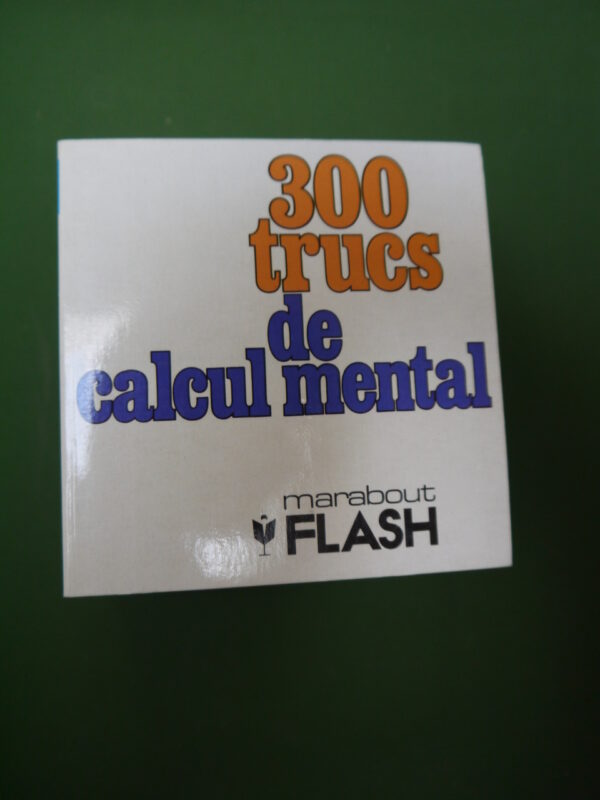 300
trucs
de
calcul mental
marabout
FLASH